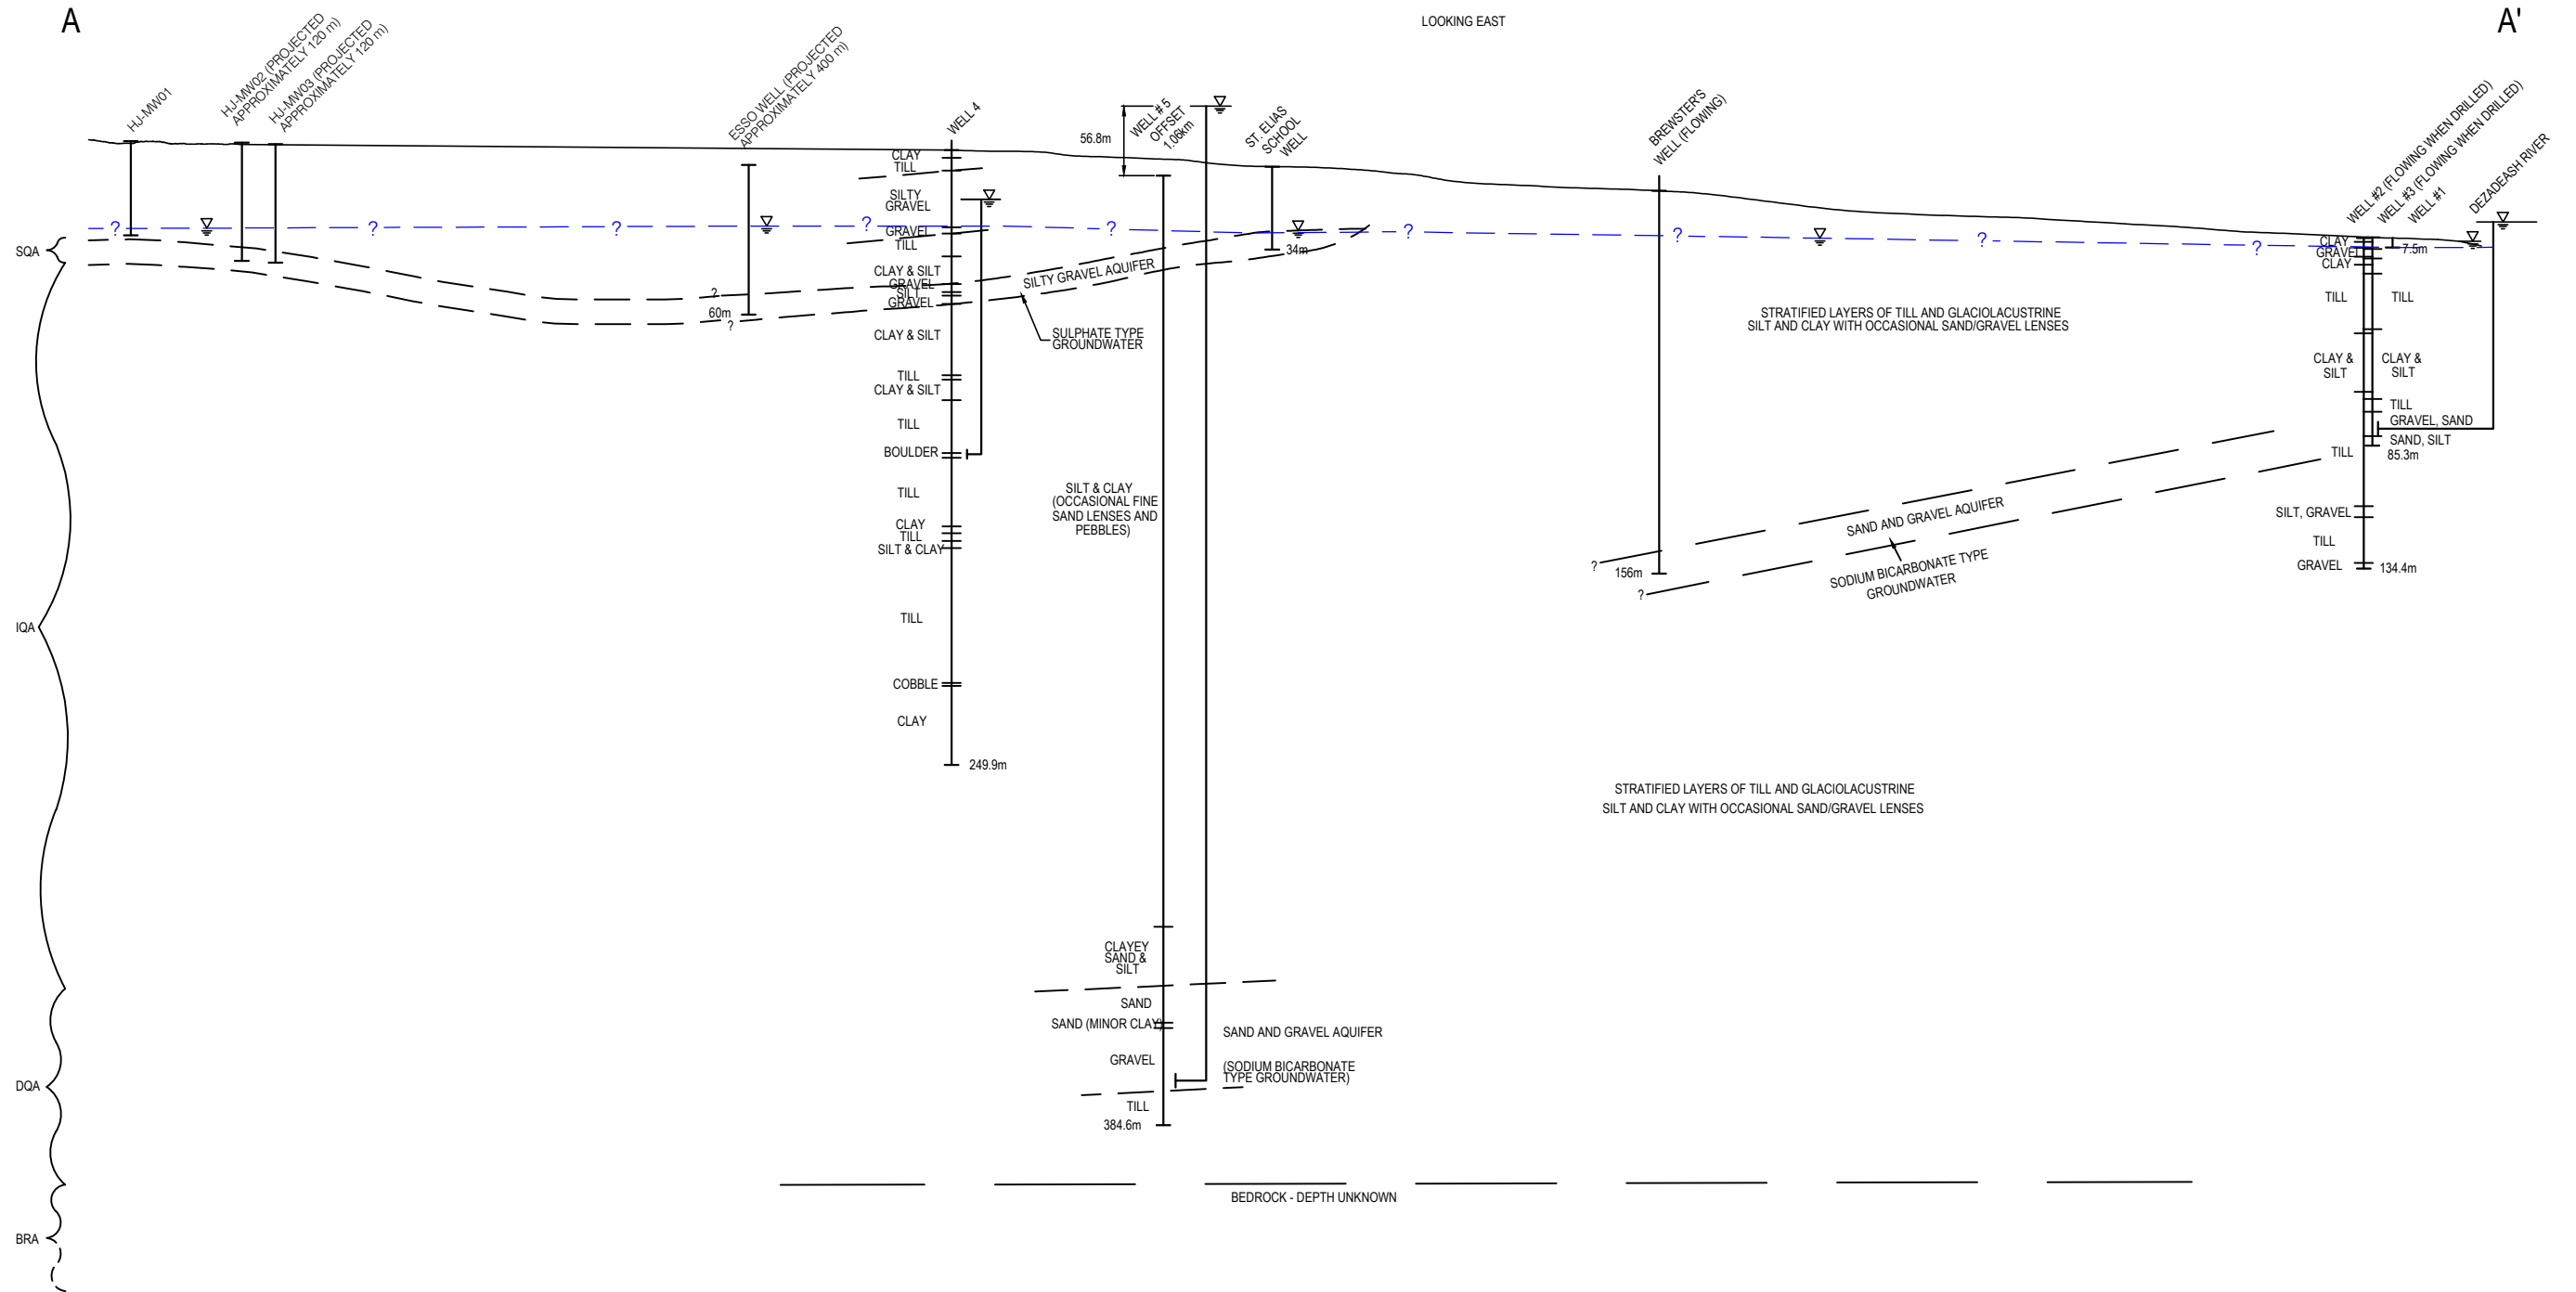 A
LOOKING EAST
A'
HJ-MW01
HJ-MW02 (PROJECTED
APPROXIMATELY 120 m)
HJ-MW03 (PROJECTED
APPROXIMATELY 120 m)
ESSO WELL (PROJECTED
APPROXIMATELY 400 m)
WELL 4
56.8m
WELL # 5
OFFSET
1.06km
ST. ELIAS
SCHOOL
WELL
BREWSTER'S
WELL (FLOWING)
WELL #2 (FLOWING WHEN DRILLED)
WELL #3 (FLOWING WHEN DRILLED)
WELL #1
DEZADEASH RIVER
SQA
IQA
DQA
BRA
?
?
?
?
?
?
?
?
?
?
60m
?
CLAY
TILL
SILTY
GRAVEL
GRAVEL
TILL
CLAY & SILT
GRAVEL
SILT
GRAVEL
CLAY & SILT
TILL
CLAY & SILT
TILL
BOULDER
TILL
CLAY
TILL
SILT & CLAY
TILL
COBBLE
CLAY
249.9m
SILTY GRAVEL AQUIFER
SULPHATE TYPE
GROUNDWATER
34m
SILT & CLAY
(OCCASIONAL FINE
SAND LENSES AND
PEBBLES)
CLAYEY
SAND &
SILT
SAND
SAND (MINOR CLAY)
GRAVEL
TILL
384.6m
SAND AND GRAVEL AQUIFER
(SODIUM BICARBONATE
TYPE GROUNDWATER)
STRATIFIED LAYERS OF TILL AND GLACIOLACUSTRINE
SILT AND CLAY WITH OCCASIONAL SAND/GRAVEL LENSES
?
156m
?
SAND AND GRAVEL AQUIFER
SODIUM BICARBONATE TYPE
GROUNDWATER
STRATIFIED LAYERS OF TILL AND GLACIOLACUSTRINE
SILT AND CLAY WITH OCCASIONAL SAND/GRAVEL LENSES
CLAY
GRAVEL
CLAY
TILL
CLAY &
SILT
TILL
SILT, GRAVEL
TILL
GRAVEL
134.4m
7.5m
TILL
CLAY &
SILT
TILL
GRAVEL, SAND
SAND, SILT
85.3m
BEDROCK - DEPTH UNKNOWN